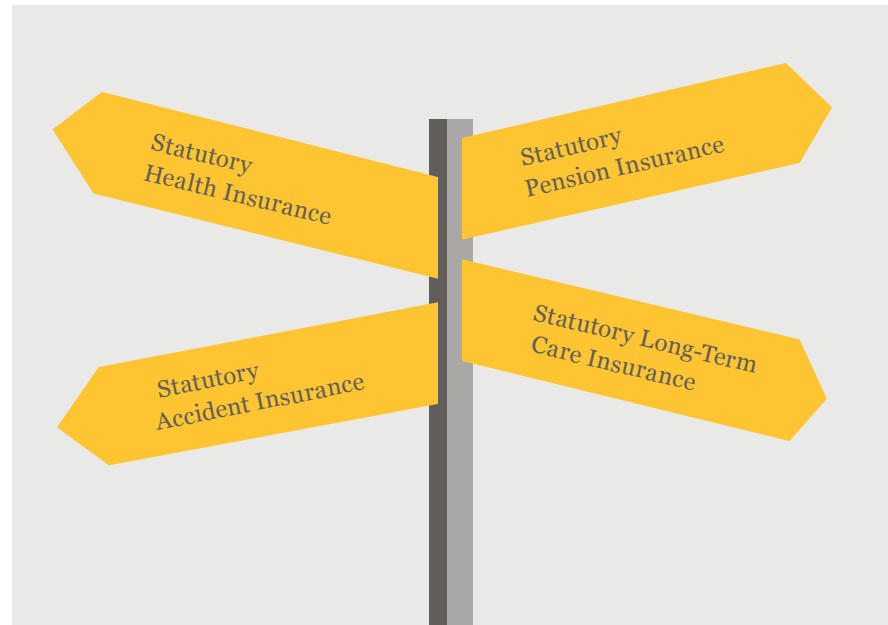 Statutory
Health Insurance
Statutory
Pension Insurance
Statutory Long-Term
Care Insurance
Statutory
Accident Insurance